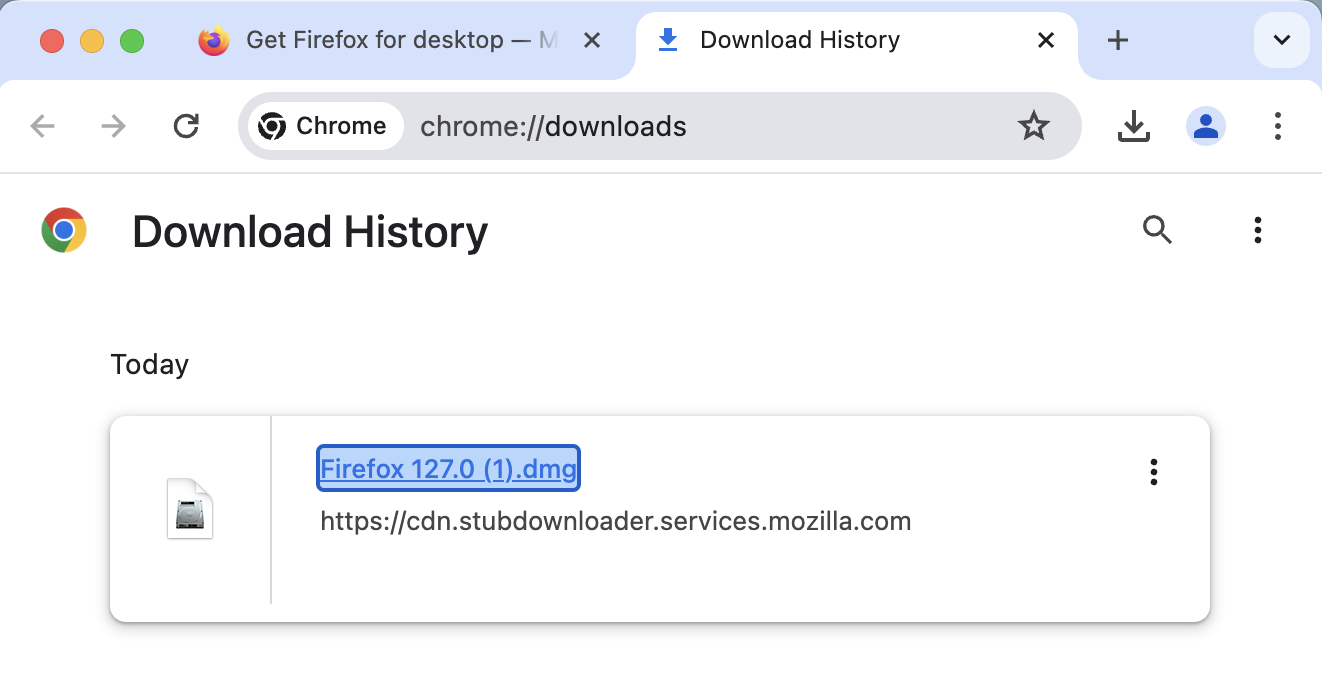 Get Firefox for desktop — M
Download History
Chrome
chrome://downloads
Download History
Today
Firefox 127.0 (1).dmg
https://cdn.stubdownloader.services.mozilla.com